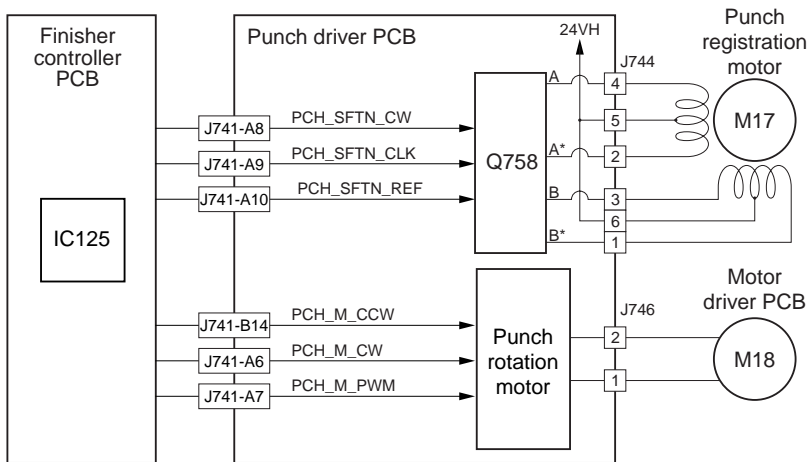 Finisher
controller
PCB
Punch driver PCB
24VH
Punch
registration
motor
J744
A
4
J741-A8
PCH_SFTN_CW
5
M17
J741-A9
PCH_SFTN_CLK
Q758
A*
2
J741-A10
PCH_SFTN_REF
B
3
6
IC125
B*
1
Motor
driver PCB
J746
J741-B14
PCH_M_CCW
Punch
rotation
motor
2
J741-A6
PCH_M_CW
M18
1
J741-A7
PCH_M_PWM